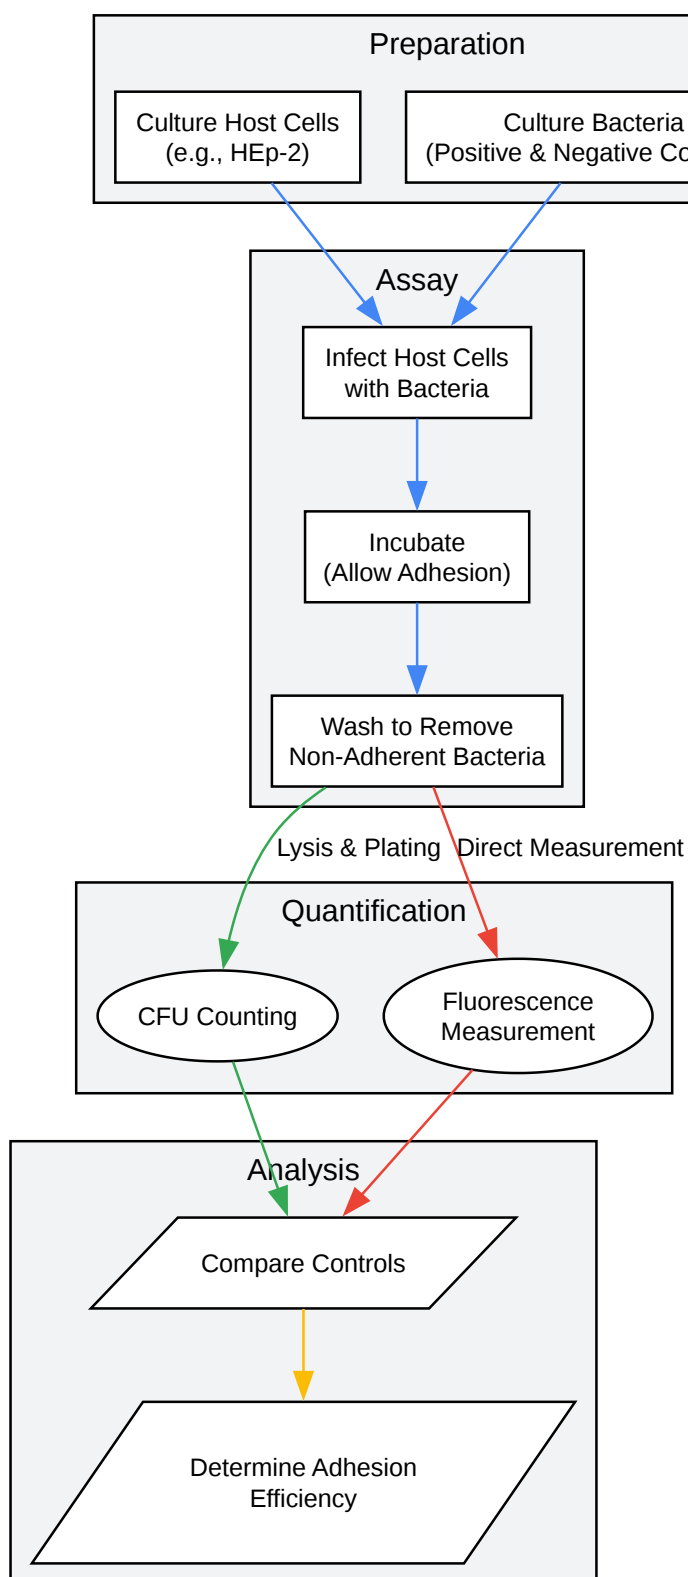 Preparation
Culture Host Cells
(e.g., HEp-2)
Culture Bacteria
(Positive & Negative Co
Assay
Infect Host Cells
with Bacteria
Incubate
(Allow Adhesion)
Wash to Remove
Non-Adherent Bacteria
Lysis & Plating
Direct Measurement
Quantification
CFU Counting
Fluorescence
Measurement
Analysis
Compare Controls
Determine Adhesion
Efficiency